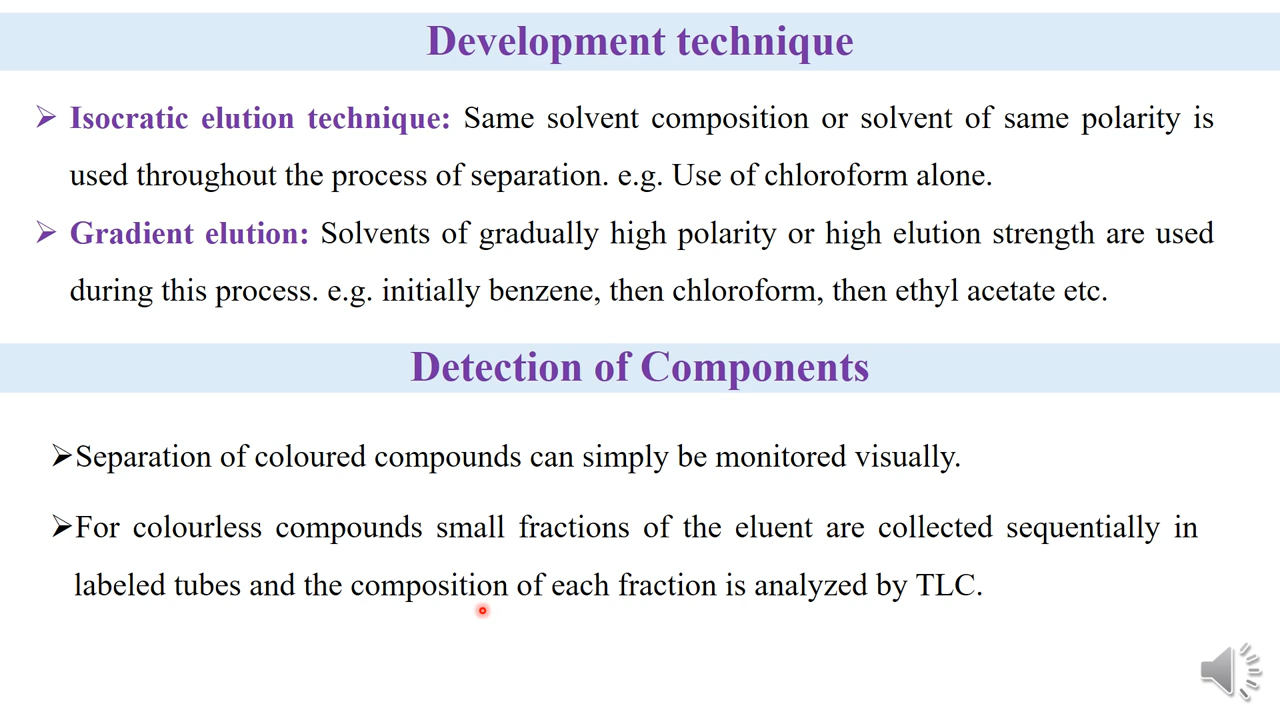 Development technique
➢ Isocratic elution technique: Same solvent composition or solvent of same polarity is
used throughout the process of separation. e.g. Use of chloroform alone.
➢ Gradient elution: Solvents of gradually high polarity or high elution strength are used
during this process. e.g. initially benzene, then chloroform, then ethyl acetate etc.
Detection of Components
➢Separation of coloured compounds can simply be monitored visually.
➢For colourless compounds small fractions of the eluent are collected sequentially in
labeled tubes and the composition of each fraction is analyzed by TLC.